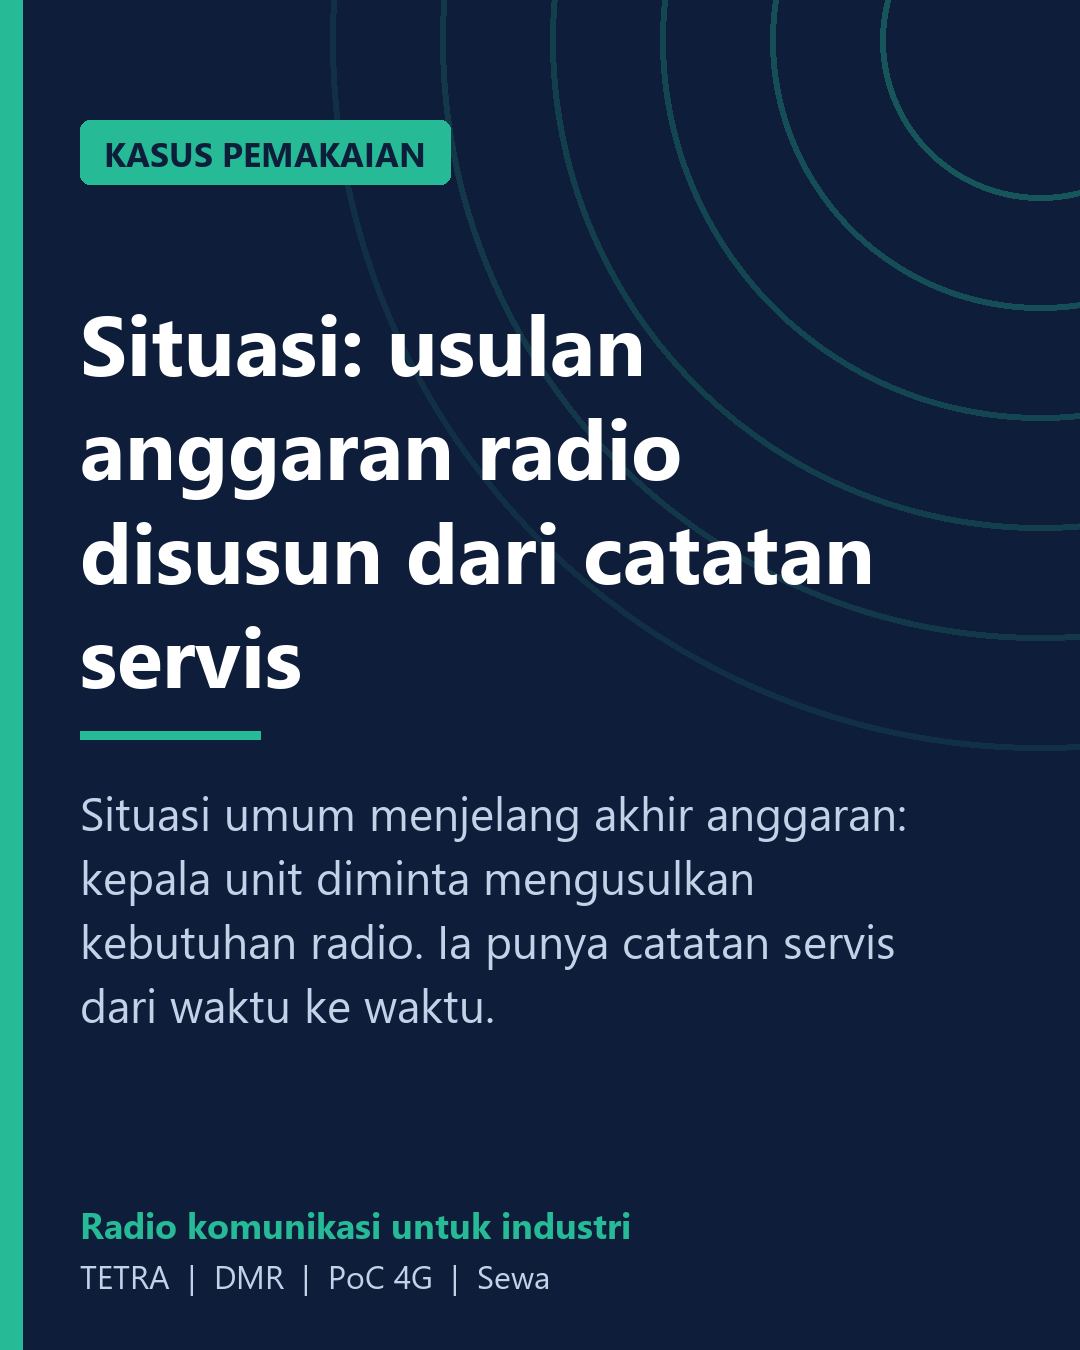 KASUS PEMAKAIAN
Situasi: usulan
anggaran radio
disusun dari catatan
servis
Situasi umum menjelang akhir anggaran:
kepala unit diminta mengusulkan
kebutuhan radio. Ia punya catatan servis
dari waktu ke waktu.
Radio komunikasi untuk industri
TETRA | DMR | PoC 4G | Sewa